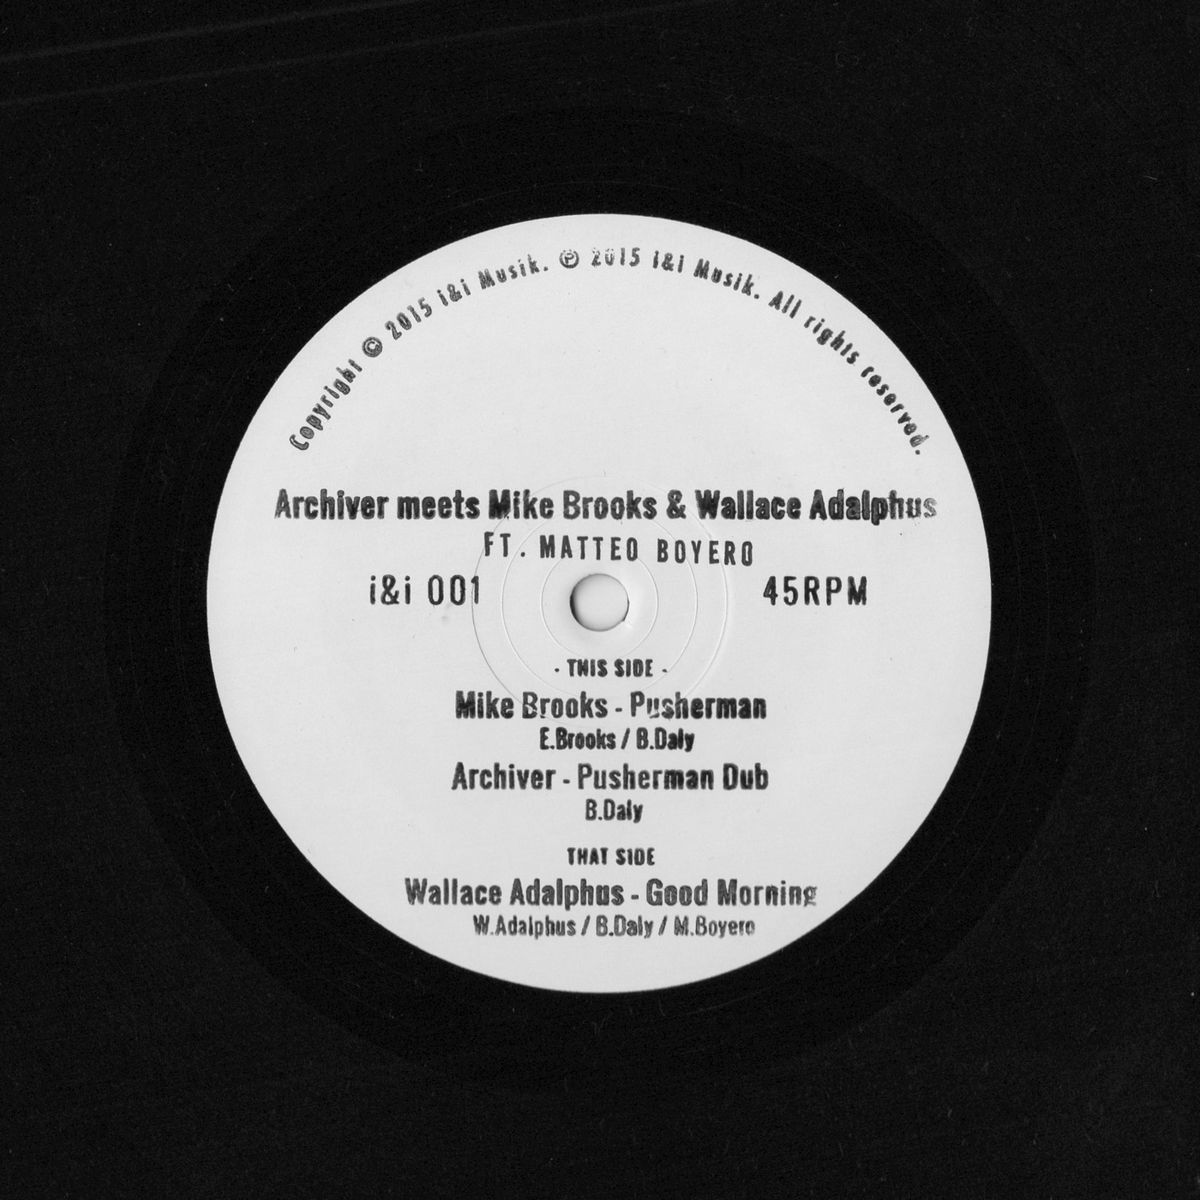 Copyright © 2015 i&i Musik. ℗ 2015 i&i Musik. All rights reserved.
Archiver meets Mike Brooks & Wallace Adalphus
FT. MATTEO BOYERO
i&i 001 45RPM
- THIS SIDE -
Mike Brooks - Pusherman
E.Brooks / B.Daly
Archiver - Pusherman Dub
B.Daly
THAT SIDE
Wallace Adalphus - Good Morning
W.Adalphus / B.Daly / M.Boyero